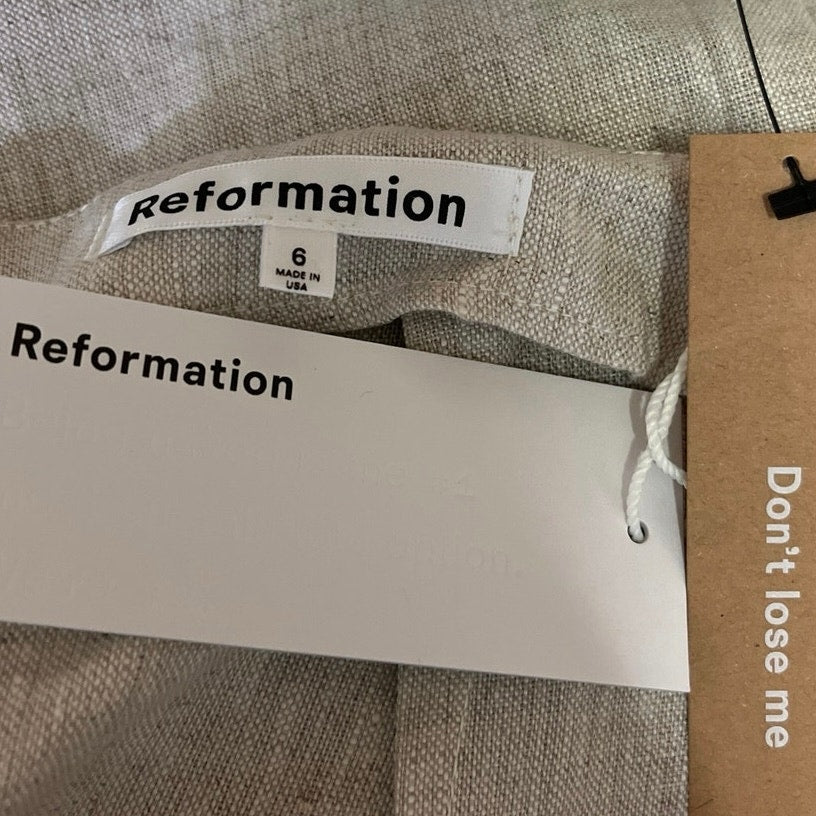 Reformation
6
MADE IN
USA
Reformation
Don't lose me